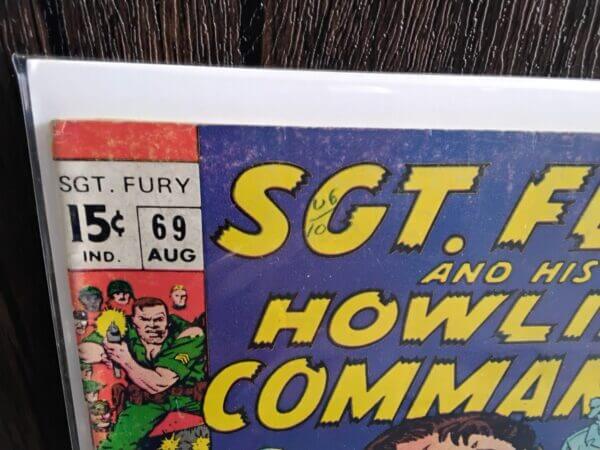 SGT. FURY
15¢ 69
IND. AUG
SGT. F
AND HIS
HOWLI
COMMAN